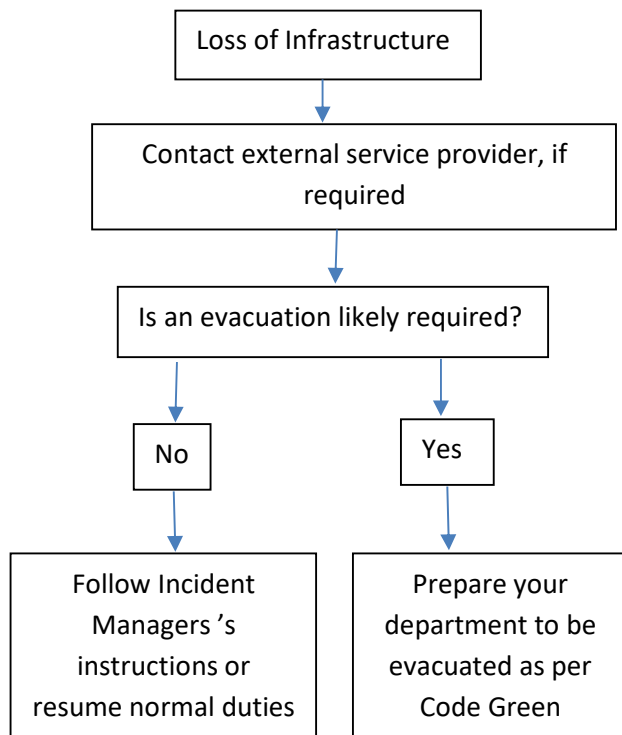 Loss of Infrastructure
Contact external service provider, if
required
Is an evacuation likely required?
No
Yes
Follow Incident
Managers ’s
instructions or
resume normal duties
Prepare your
department to be
evacuated as per
Code Green